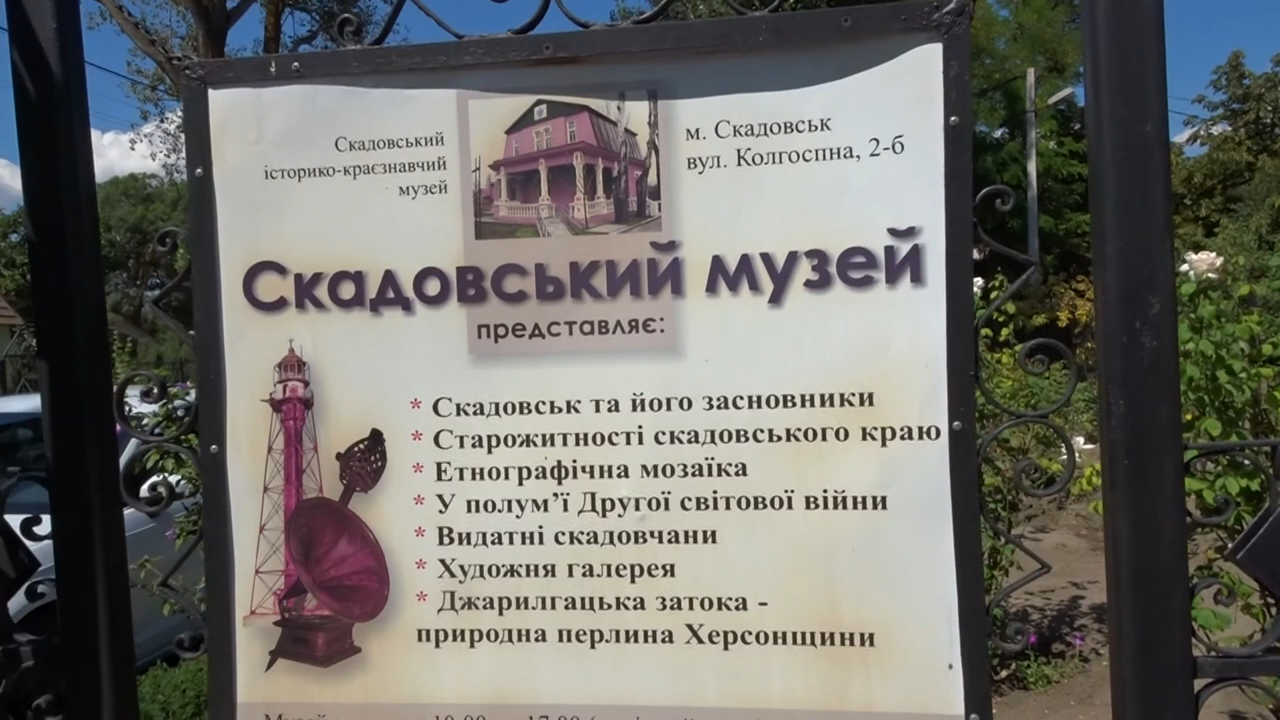 Скадовський
історико-краєзнавчий
музей
м. Скадовськ
вул. Колгоспна, 2-б
Скадовський музей
представляє:
* Скадовськ та його засновники
* Старожитності скадовського краю
* Етнографічна мозаїка
* У полум’ї Другої світової війни
* Видатні скадовчани
* Художня галерея
* Джарилгацька затока -
природна перлина Херсонщини